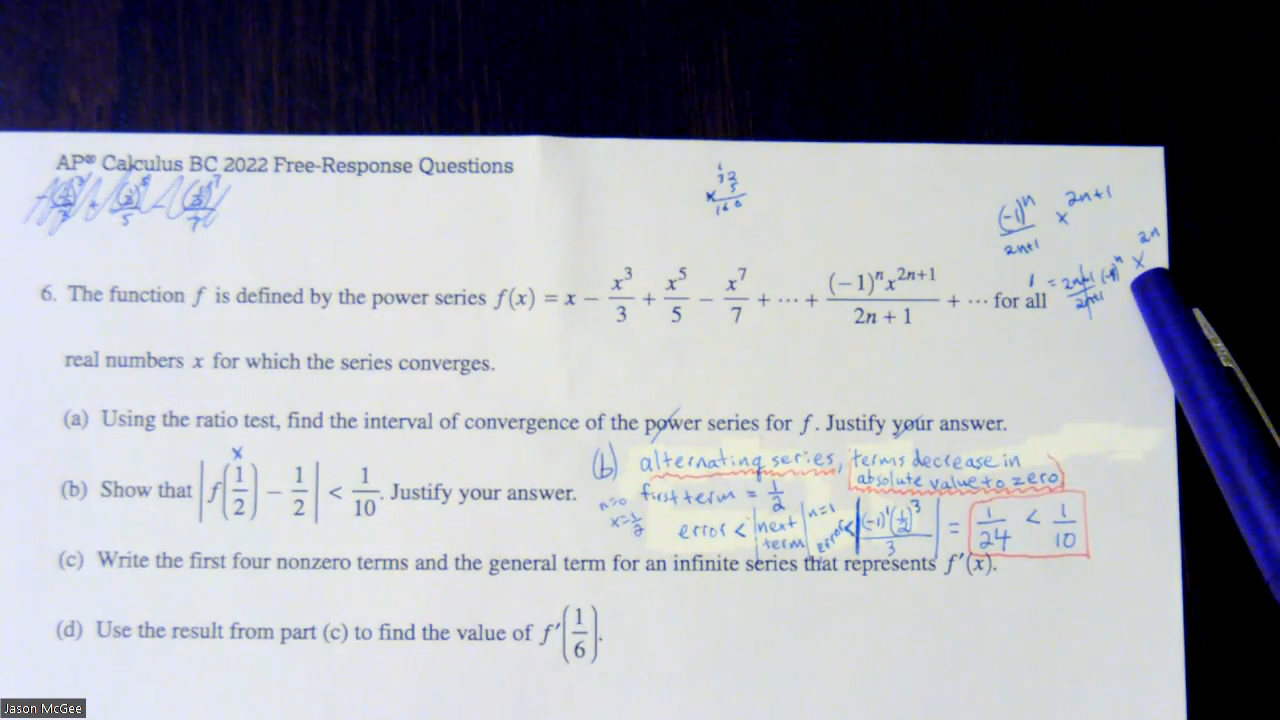 AP® Calculus BC 2022 Free-Response Questions
32
× 5
160
(-1)ⁿ/(2n+1) x²ⁿ⁺¹
6. The function f is defined by the power series f(x) = x − x³/3 + x⁵/5 − x⁷/7 + ⋯ + (−1)ⁿx²ⁿ⁺¹/(2n + 1) + ⋯ for all
real numbers x for which the series converges.
(a) Using the ratio test, find the interval of convergence of the power series for f. Justify your answer.
(b) Show that |f(1/2) − 1/2| < 1/10. Justify your answer.
x
(b) alternating series, terms decrease in
absolute value to zero
n=0 first term = 1/2
x=1/2
error < |next term|
n=1
error < |(-1)¹(1/2)³/3| = 1/24 < 1/10
(c) Write the first four nonzero terms and the general term for an infinite series that represents f′(x).
(d) Use the result from part (c) to find the value of f′(1/6).
Jason McGee